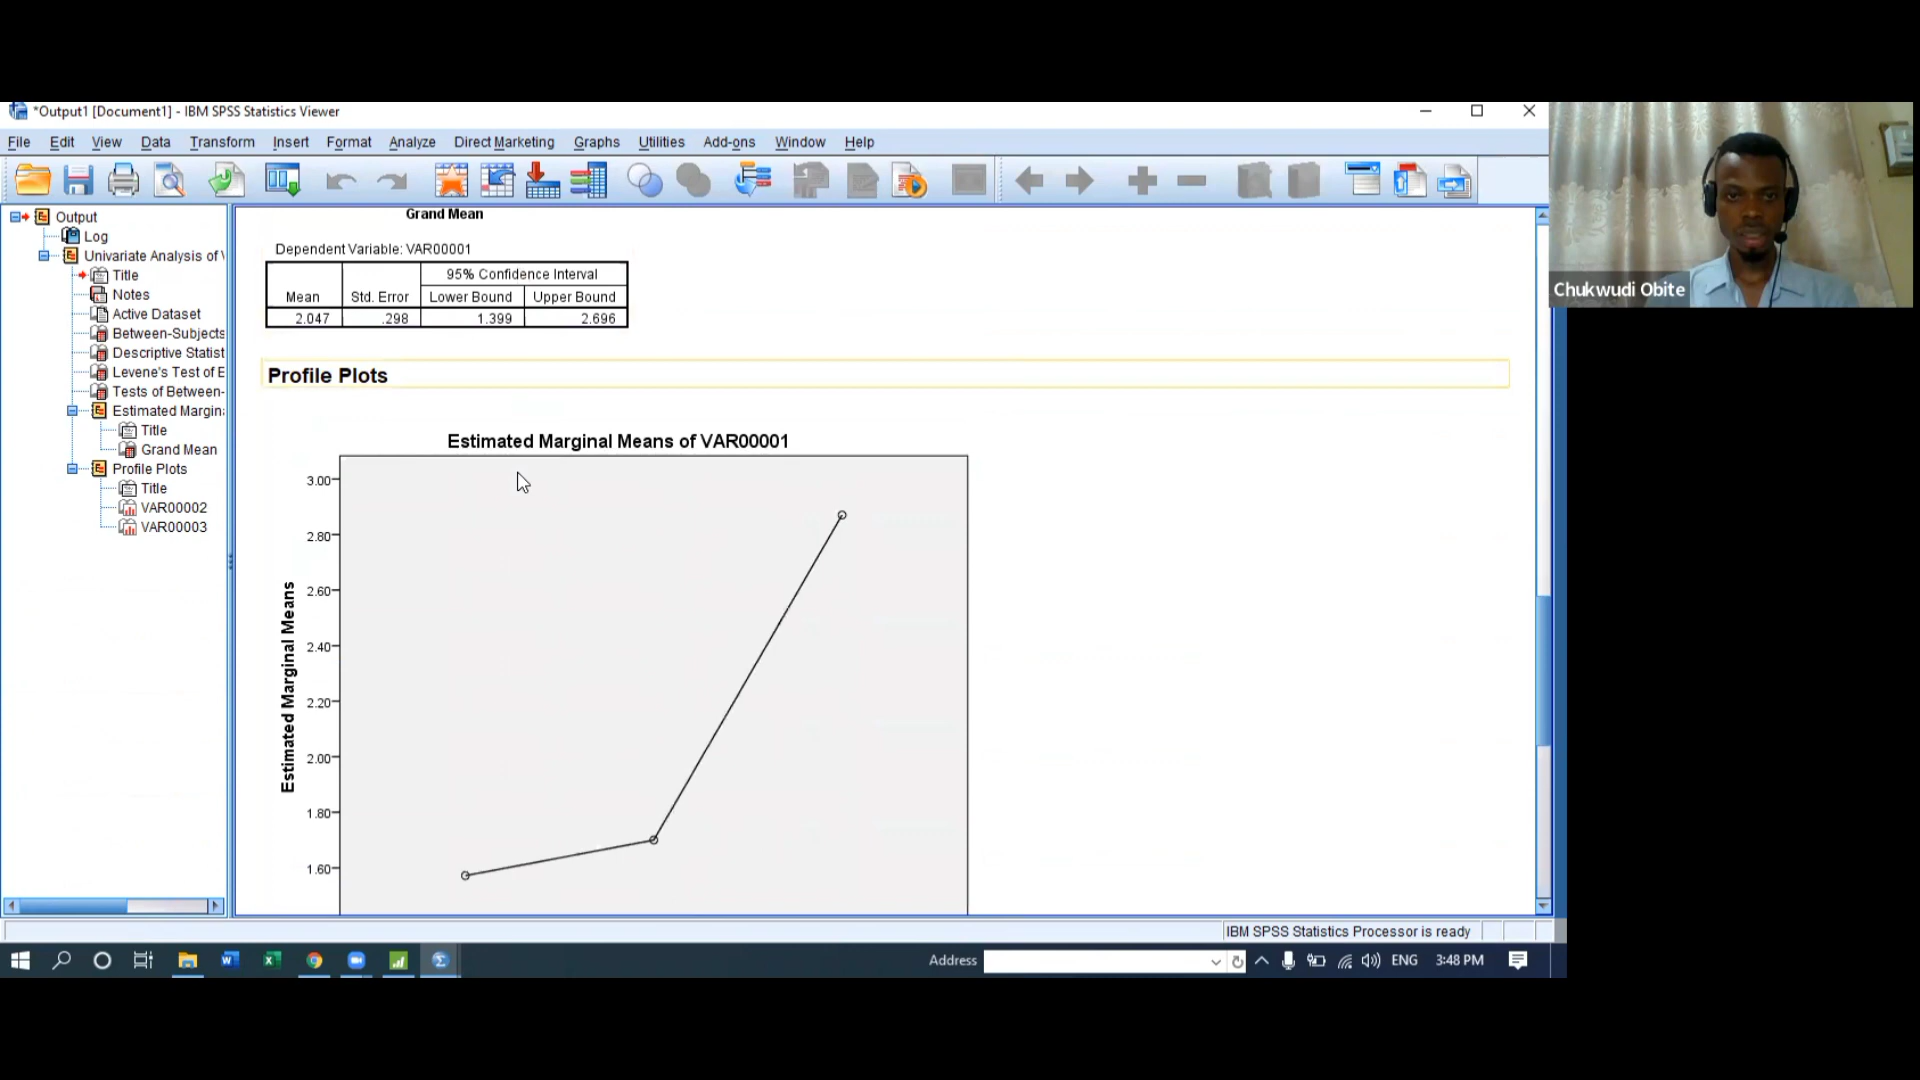 *Output1 [Document1] - IBM SPSS Statistics Viewer
File Edit View Data Transform Insert Format Analyze Direct Marketing Graphs Utilities Add-ons Window Help
Output
Log
Univariate Analysis of V
Title
Notes
Active Dataset
Between-Subjects
Descriptive Statist
Levene's Test of E
Tests of Between-
Estimated Margina
Title
Grand Mean
Profile Plots
Title
VAR00002
VAR00003
Grand Mean
Dependent Variable: VAR00001
95% Confidence Interval
Mean Std. Error Lower Bound Upper Bound
2.047 .298 1.399 2.696
Profile Plots
Estimated Marginal Means of VAR00001
Estimated Marginal Means
3.00
2.80
2.60
2.40
2.20
2.00
1.80
1.60
Chukwudi Obite
IBM SPSS Statistics Processor is ready
Address
ENG 3:48 PM